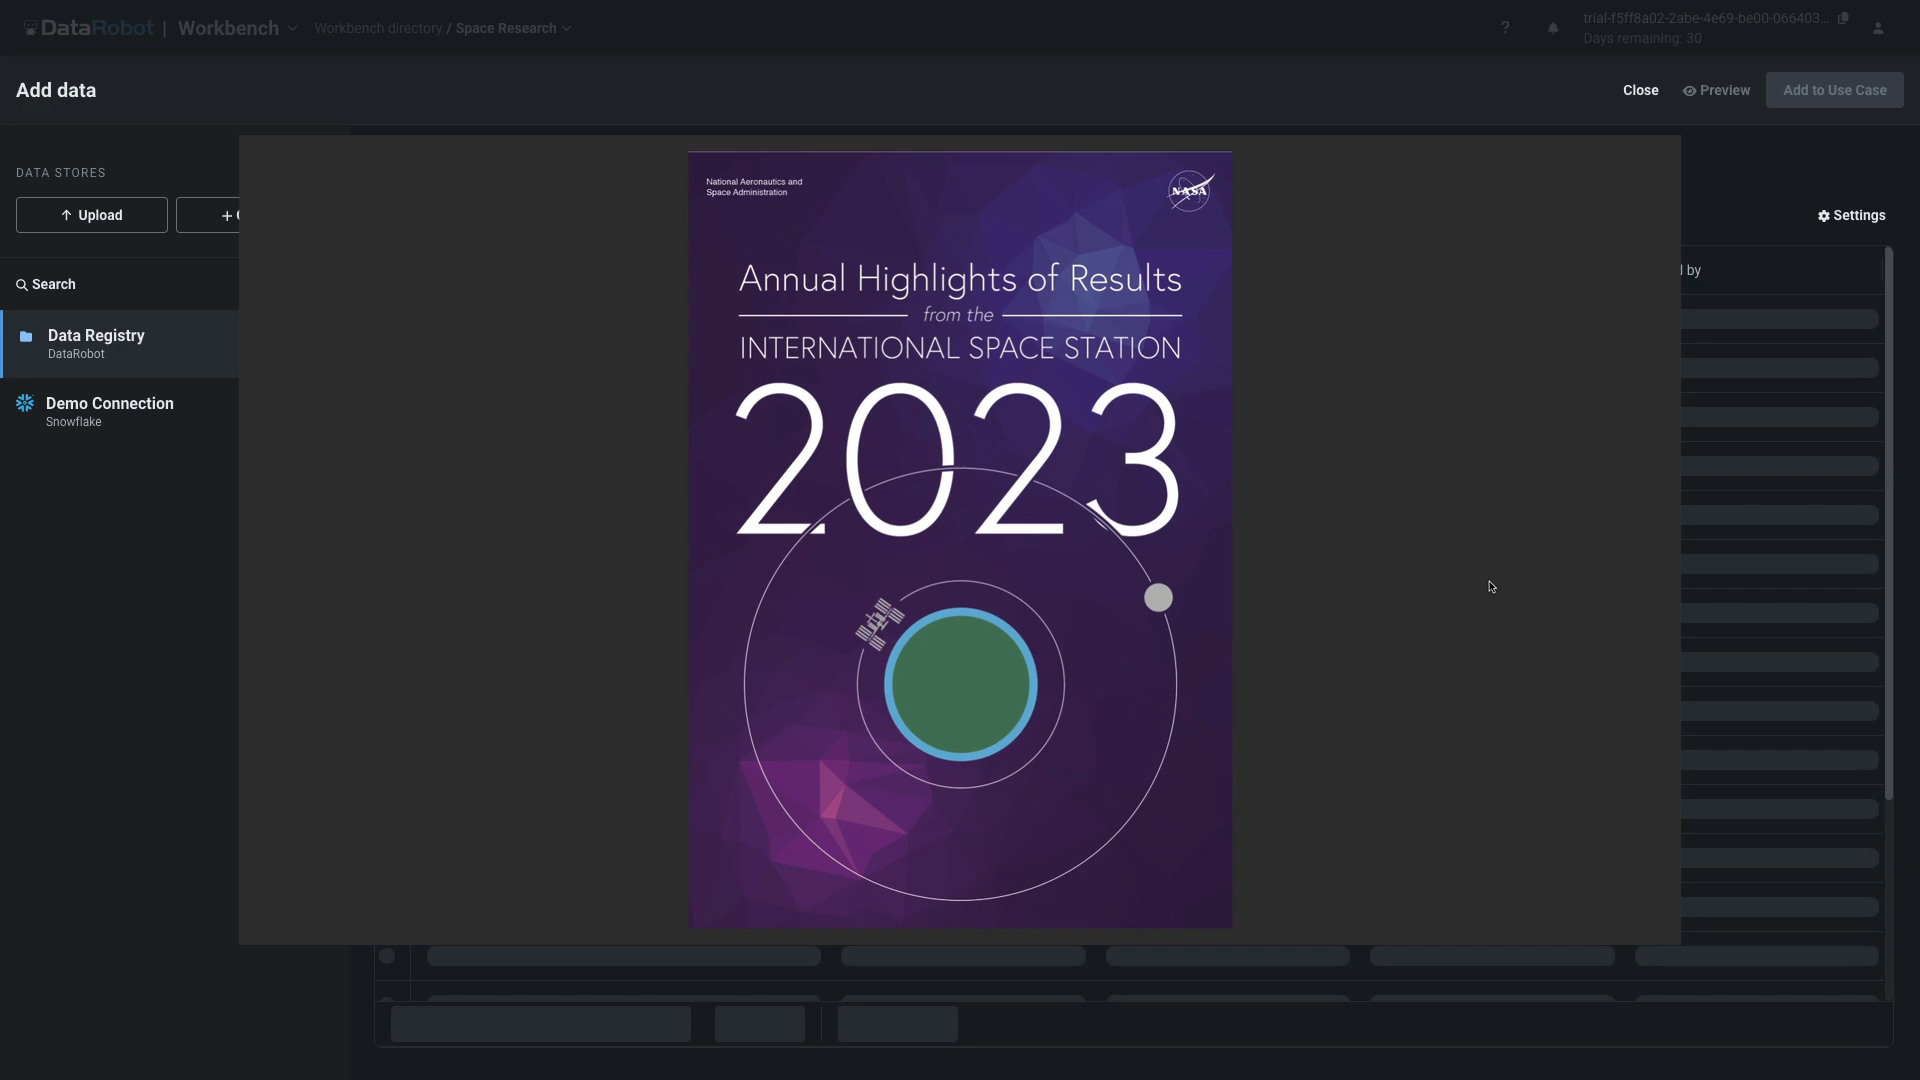 DataRobot | Workbench
Workbench directory / Space Research
?
trial-f5ff8a02-2abe-4e69-be00-066403...
Days remaining: 30
Add data
Close
Preview
Add to Use Case
DATA STORES
Upload
+
Settings
Search
by
Data Registry
DataRobot
Demo Connection
Snowflake
National Aeronautics and
Space Administration
NASA
Annual Highlights of Results
from the
INTERNATIONAL SPACE STATION
2023